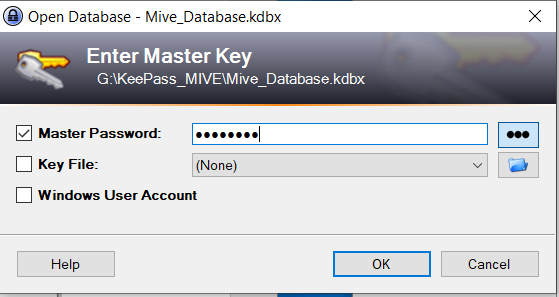 Open Database - Mive_Database.kdbx
Enter Master Key
G:\KeePass_MIVE\Mive_Database.kdbx
Master Password: ●●●●●●●● ●●●
Key File: (None)
Windows User Account
Help OK Cancel